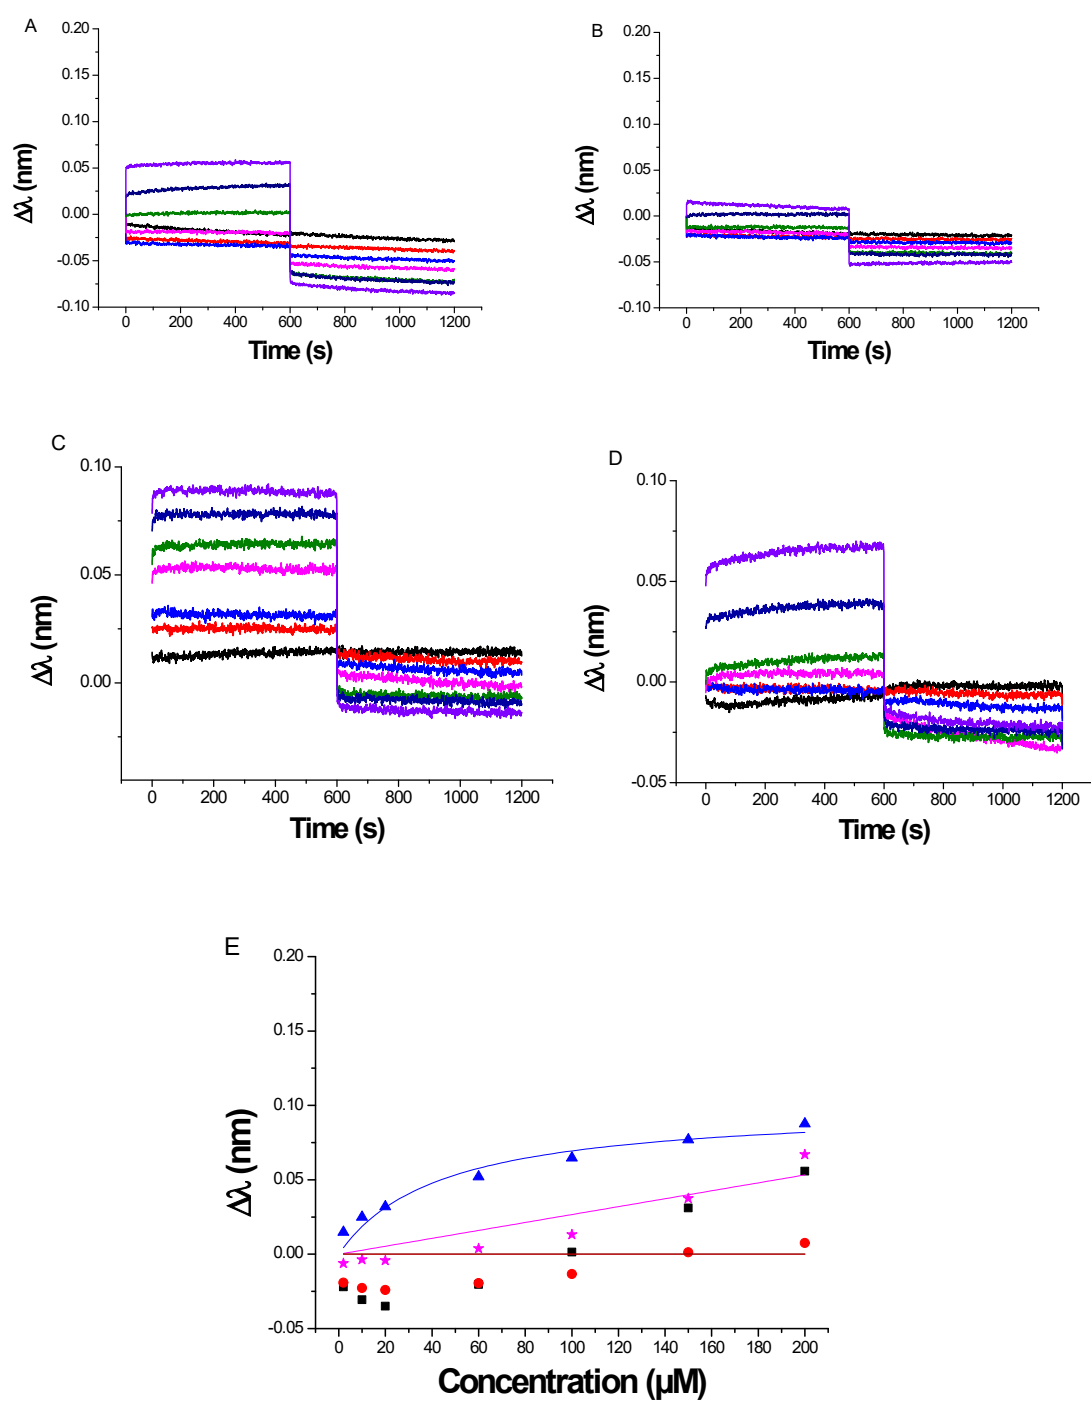 A
0.20
0.15
0.10
0.05
0.00
-0.05
-0.10
Δλ (nm)
0 200 400 600 800 1000 1200
Time (s)
B
0.20
0.15
0.10
0.05
0.00
-0.05
-0.10
Δλ (nm)
0 200 400 600 800 1000 1200
Time (s)
C
0.10
0.05
0.00
Δλ (nm)
0 200 400 600 800 1000 1200
Time (s)
D
0.10
0.05
0.00
-0.05
Δλ (nm)
0 200 400 600 800 1000 1200
Time (s)
E
0.20
0.15
0.10
0.05
0.00
-0.05
Δλ (nm)
0 20 40 60 80 100 120 140 160 180 200
Concentration (µM)